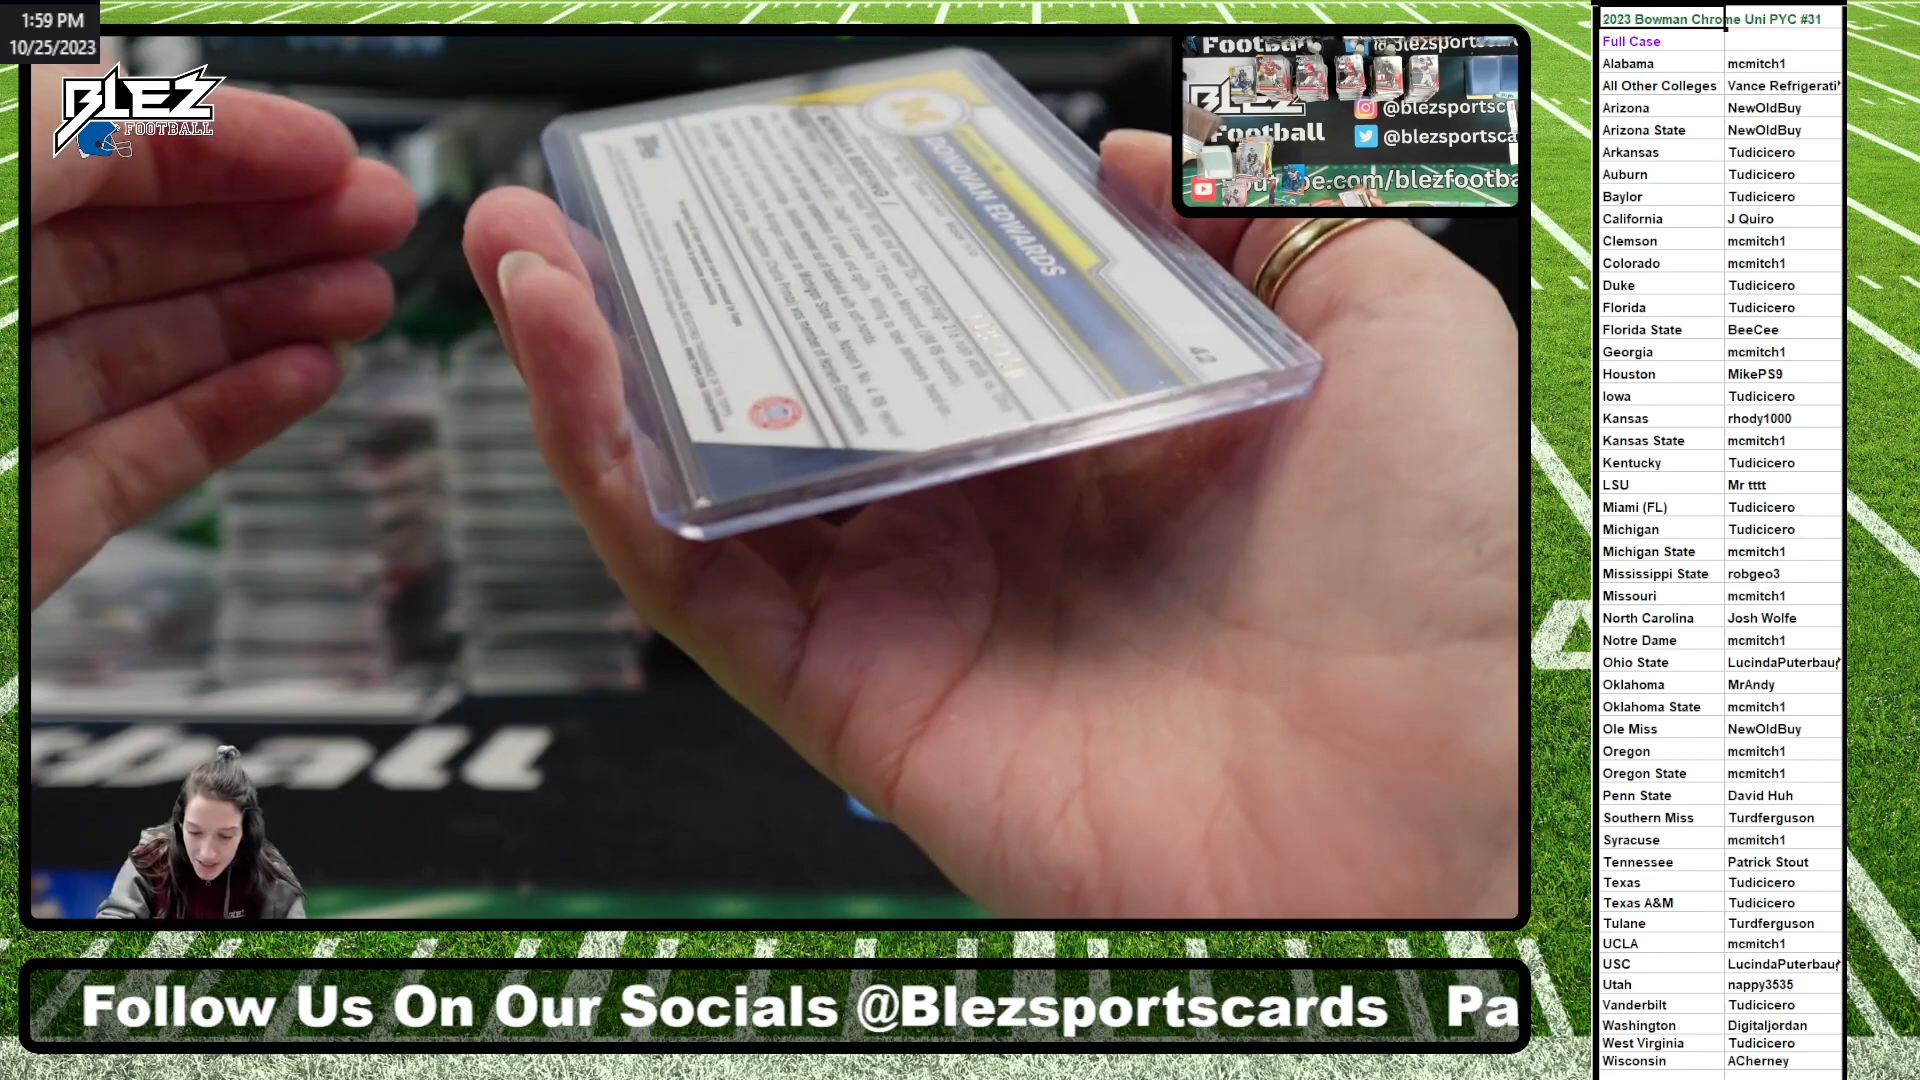 1:59 PM
10/25/2023
BLEZ
FOOTBALL
DONOVAN EDWARDS
42
Football
@blezsportsc
@blezsportsca
BLEZ
Football
be.com/blezfootba
Follow Us On Our Socials @Blezsportscards Pa
2023 Bowman Chrome Uni PYC #31
Full Case
Alabama mcmitch1
All Other Colleges Vance Refrigerati
Arizona NewOldBuy
Arizona State NewOldBuy
Arkansas Tudicicero
Auburn Tudicicero
Baylor Tudicicero
California J Quiro
Clemson mcmitch1
Colorado mcmitch1
Duke Tudicicero
Florida Tudicicero
Florida State BeeCee
Georgia mcmitch1
Houston MikePS9
Iowa Tudicicero
Kansas rhody1000
Kansas State mcmitch1
Kentucky Tudicicero
LSU Mr tttt
Miami (FL) Tudicicero
Michigan Tudicicero
Michigan State mcmitch1
Mississippi State robgeo3
Missouri mcmitch1
North Carolina Josh Wolfe
Notre Dame mcmitch1
Ohio State LucindaPuterbau
Oklahoma MrAndy
Oklahoma State mcmitch1
Ole Miss NewOldBuy
Oregon mcmitch1
Oregon State mcmitch1
Penn State David Huh
Southern Miss Turdferguson
Syracuse mcmitch1
Tennessee Patrick Stout
Texas Tudicicero
Texas A&M Tudicicero
Tulane Turdferguson
UCLA mcmitch1
USC LucindaPuterbau
Utah nappy3535
Vanderbilt Tudicicero
Washington Digitaljordan
West Virginia Tudicicero
Wisconsin ACherney